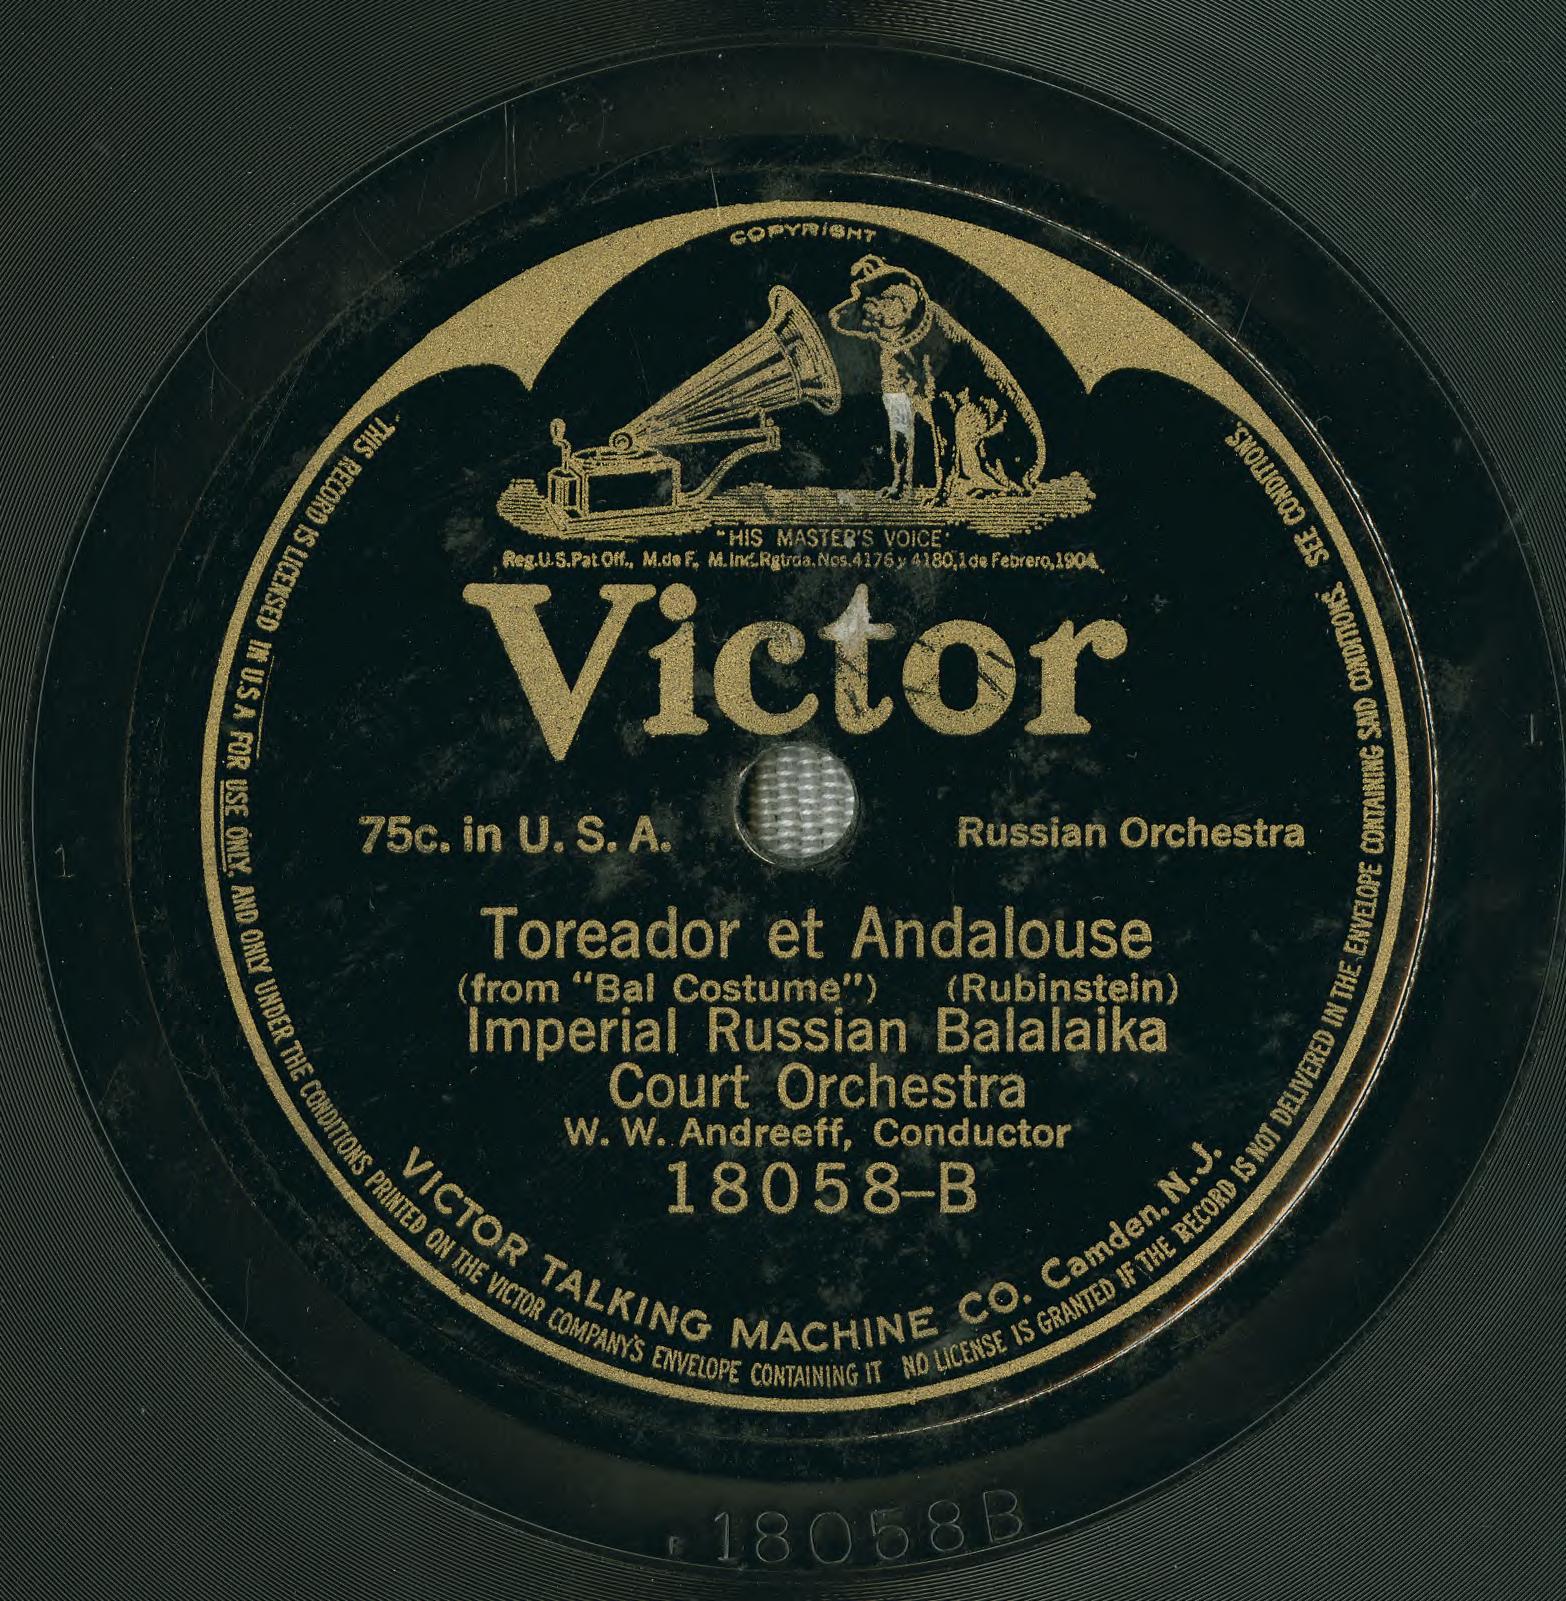 COPYRIGHT
"HIS MASTER'S VOICE"
Reg.U.S.Pat.Off., M.de F., M.Ind.Rgtrda.Nos.4176 y 4180,1 de Febrero,1904.
Victor
75c. in U. S. A.
Russian Orchestra
Toreador et Andalouse
(from "Bal Costume") (Rubinstein)
Imperial Russian Balalaika
Court Orchestra
W. W. Andreeff, Conductor
18058-B
VICTOR TALKING MACHINE CO. Camden, N.J.
THIS RECORD IS LICENSED IN U.S.A. FOR USE ONLY, AND ONLY UNDER THE CONDITIONS PRINTED ON THE VICTOR COMPANY'S ENVELOPE CONTAINING IT NO LICENSE IS GRANTED IF THE RECORD IS NOT DELIVERED IN THE ENVELOPE CONTAINING SAID CONDITIONS. SEE CONDITIONS.
18058B
1